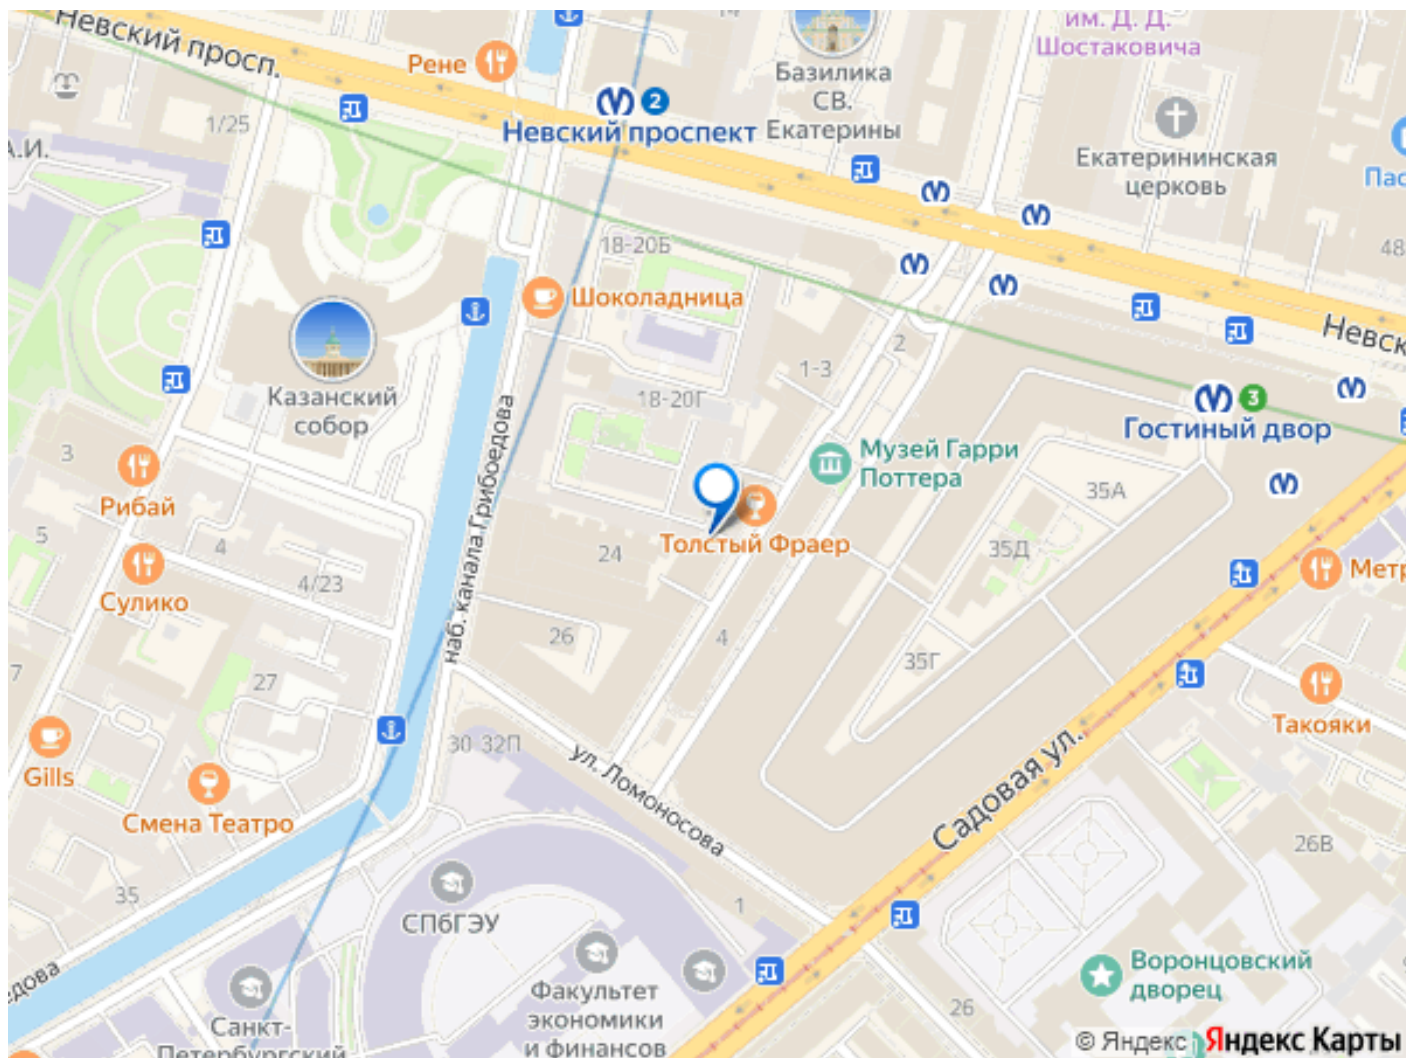 Невский просп.
Рене
2
Невский проспект
Базилика
СВ.
Екатерины
им. Д. Д.
Шостаковича
Екатерининская
церковь
Пас
48
1/25
А.И.
14
18-20Б
Шоколадница
18-20Г
1-3
2
Невск
3
Гостиный двор
Казанский
собор
наб. канала Грибоедова
Музей Гарри
Поттера
35А
35Д
35Г
Толстый Фраер
3
Рибай
5
4
4/23
Сулико
24
26
4
Метр
7
27
Gills
Смена Театро
30
32П
ул. Ломоносова
Садовая ул.
Такояки
26В
35
СПбГЭУ
1
Факультет
экономики
и финансов
Воронцовский
дворец
26
едова
Санкт-
Петербургский
© Яндекс
Яндекс Карты